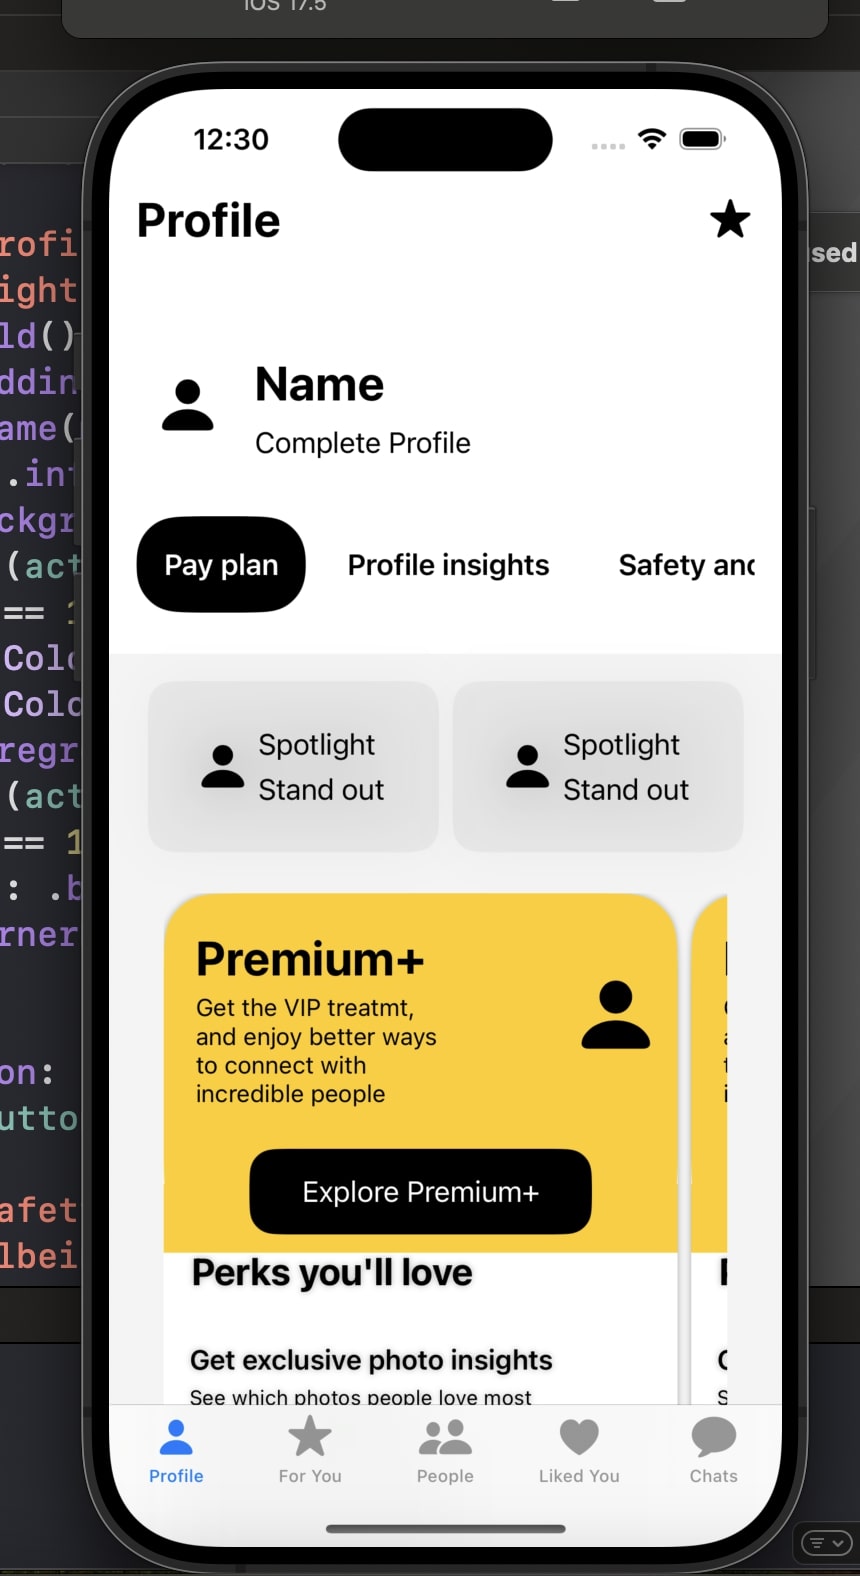 iOS 17.5
12:30
Profile
Name
Complete Profile
Pay plan Profile insights Safety and
Spotlight
Stand out
Spotlight
Stand out
Premium+
Get the VIP treatmt,
and enjoy better ways
to connect with
incredible people
Explore Premium+
Perks you'll love
Get exclusive photo insights
See which photos people love most
Profile For You People Liked You Chats
rofi
ight
ld()
ddin
ame(
.in
ckgr
(act
==
Colo
Colo
regr
(act
== 1
: .b
rner
on:
utto
afet
lbei
sed